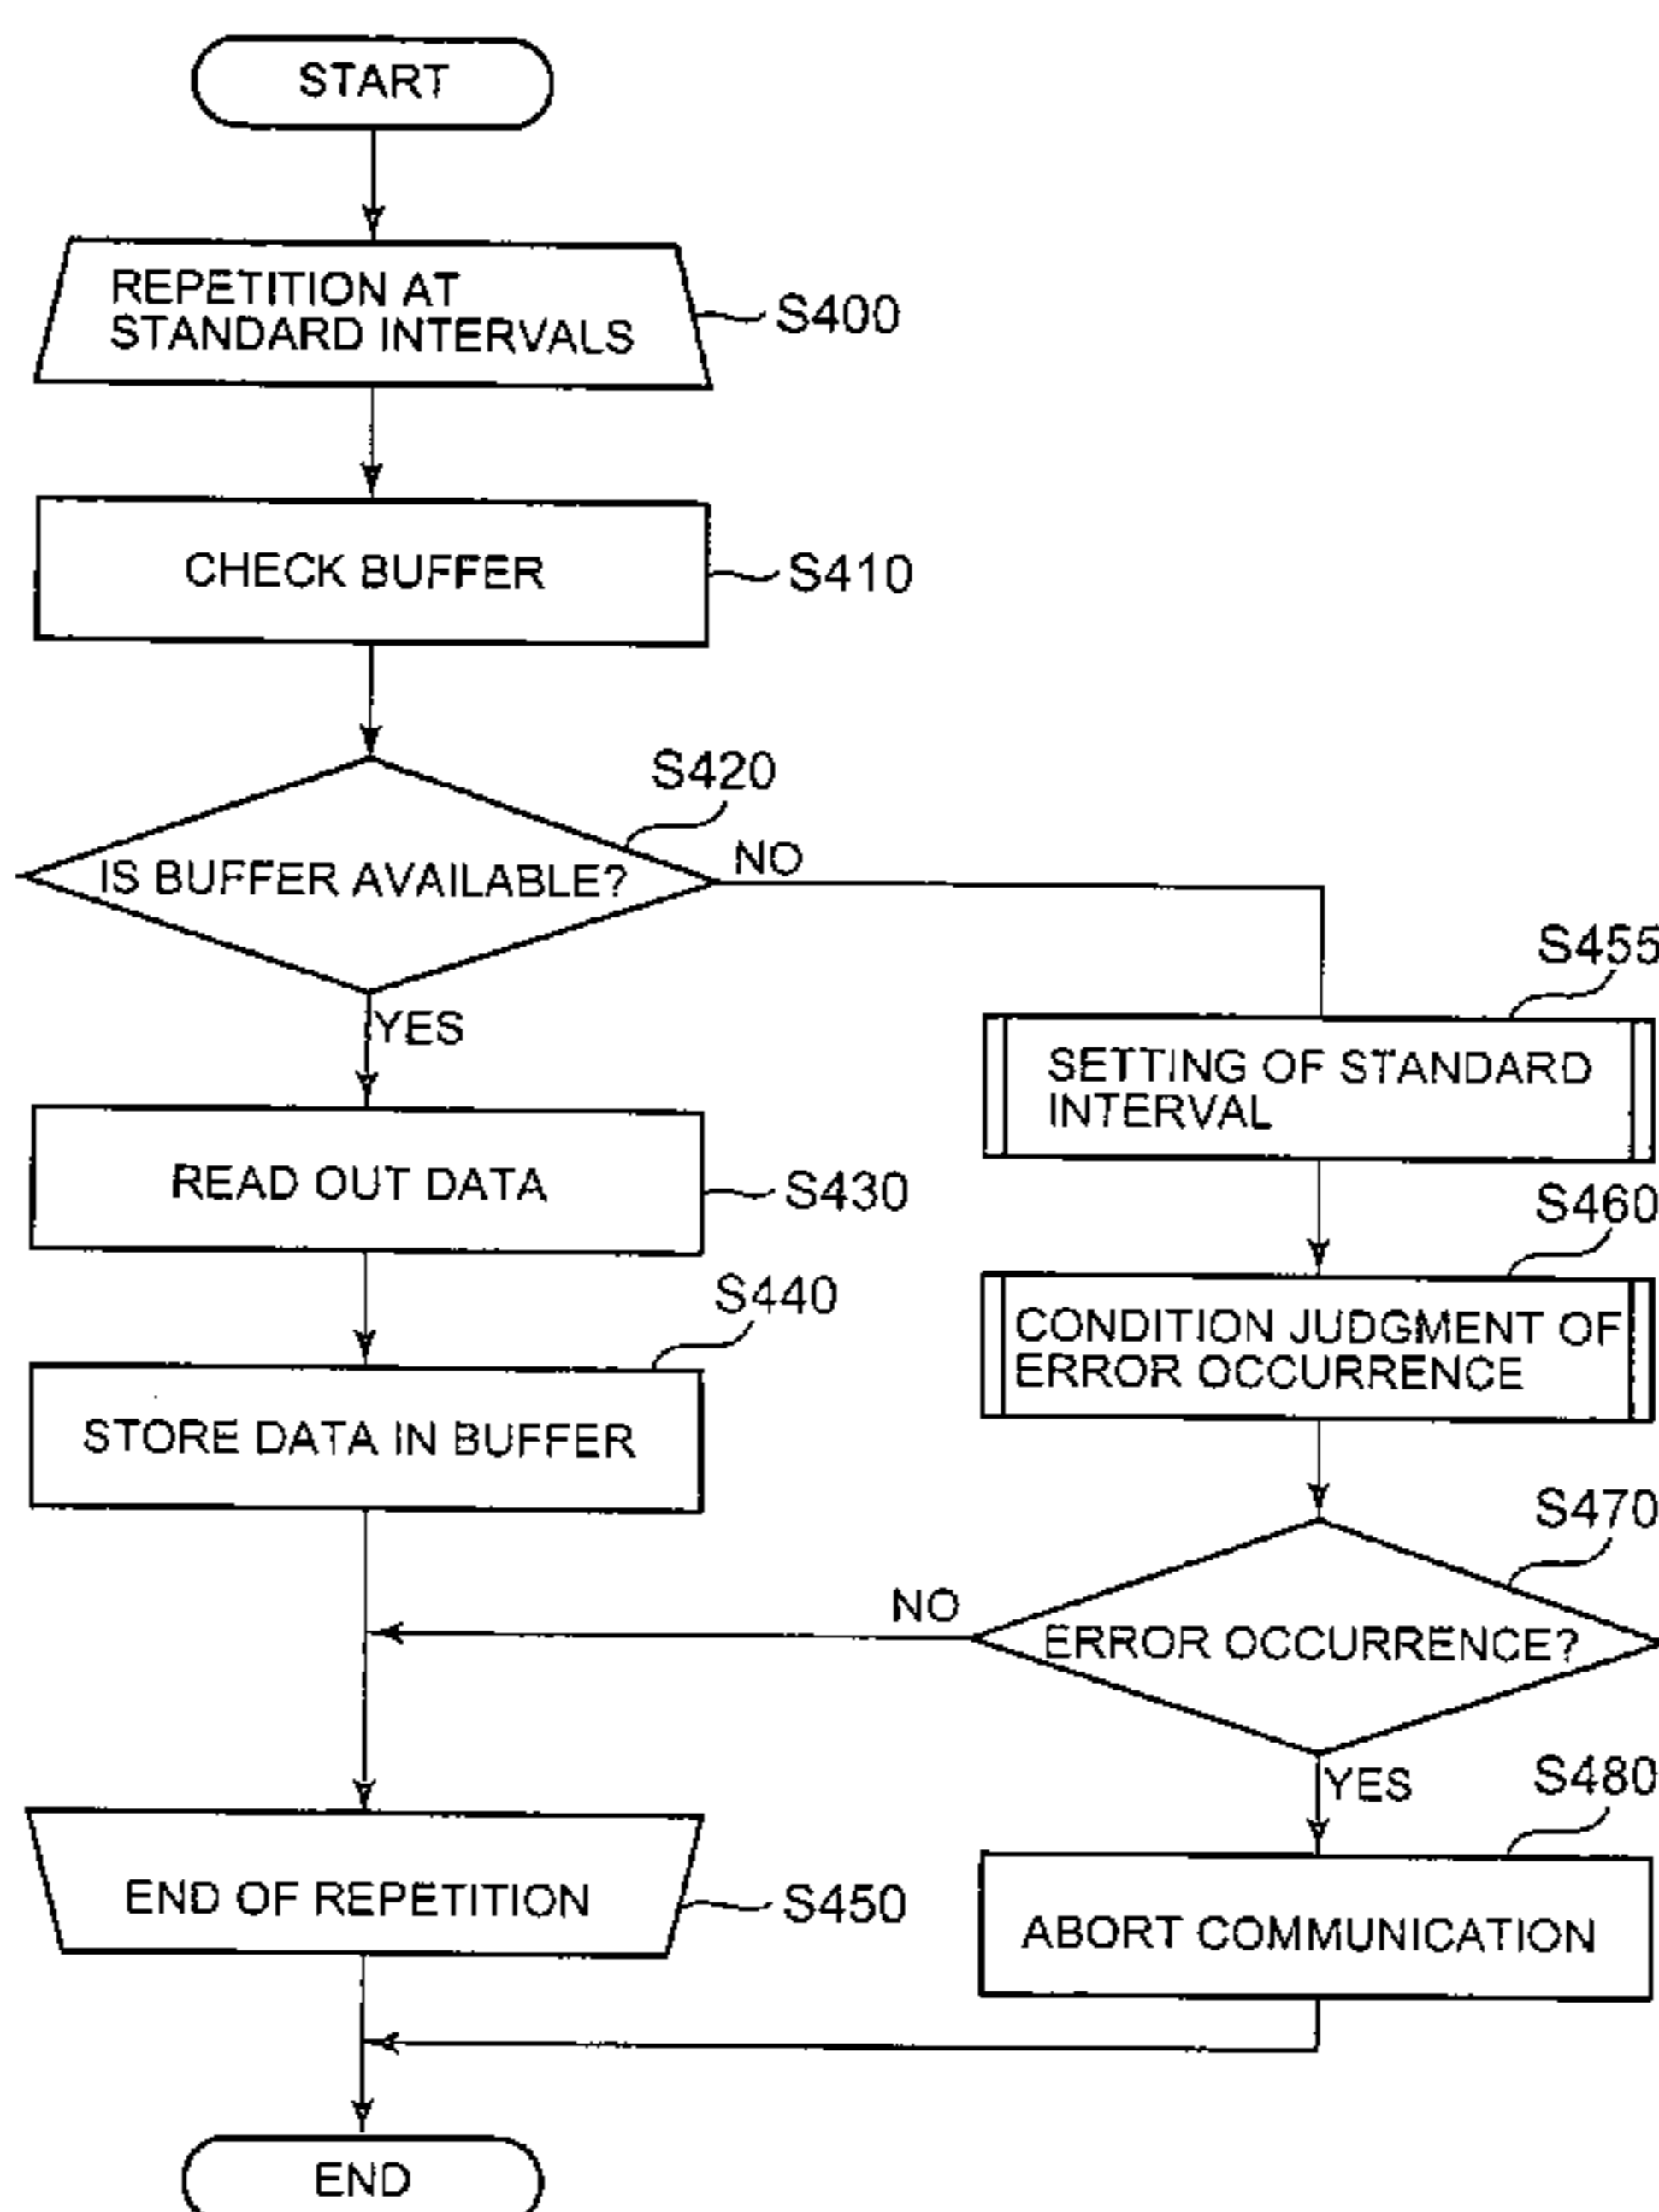 START
REPETITION AT
STANDARD INTERVALS
S400
CHECK BUFFER
S410
S420
IS BUFFER AVAILABLE?
NO
YES
S455
SETTING OF STANDARD
INTERVAL
READ OUT DATA
S430
S460
CONDITION JUDGMENT OF
ERROR OCCURRENCE
S440
STORE DATA IN BUFFER
S470
ERROR OCCURRENCE?
NO
YES
S480
ABORT COMMUNICATION
END OF REPETITION
S450
END